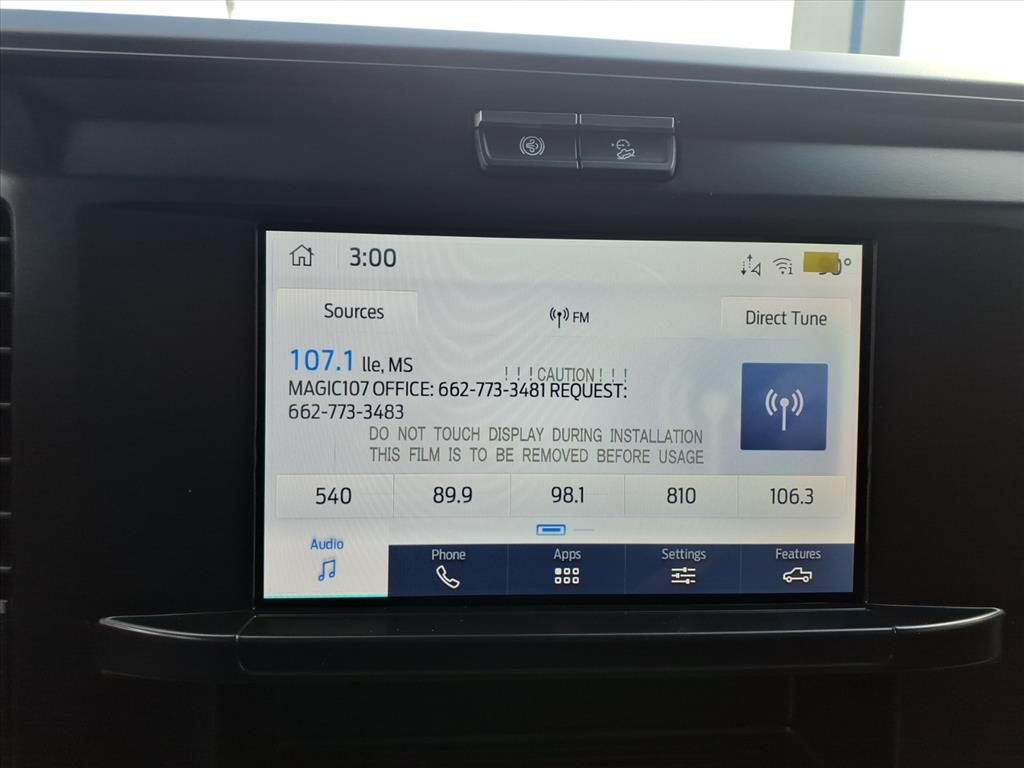 3:00
Sources
FM
Direct Tune
107.1 lle, MS
! ! ! CAUTION ! ! !
MAGIC107 OFFICE: 662-773-3481 REQUEST:
662-773-3483
DO NOT TOUCH DISPLAY DURING INSTALLATION
THIS FILM IS TO BE REMOVED BEFORE USAGE
540 89.9 98.1 810 106.3
Audio Phone Apps Settings Features